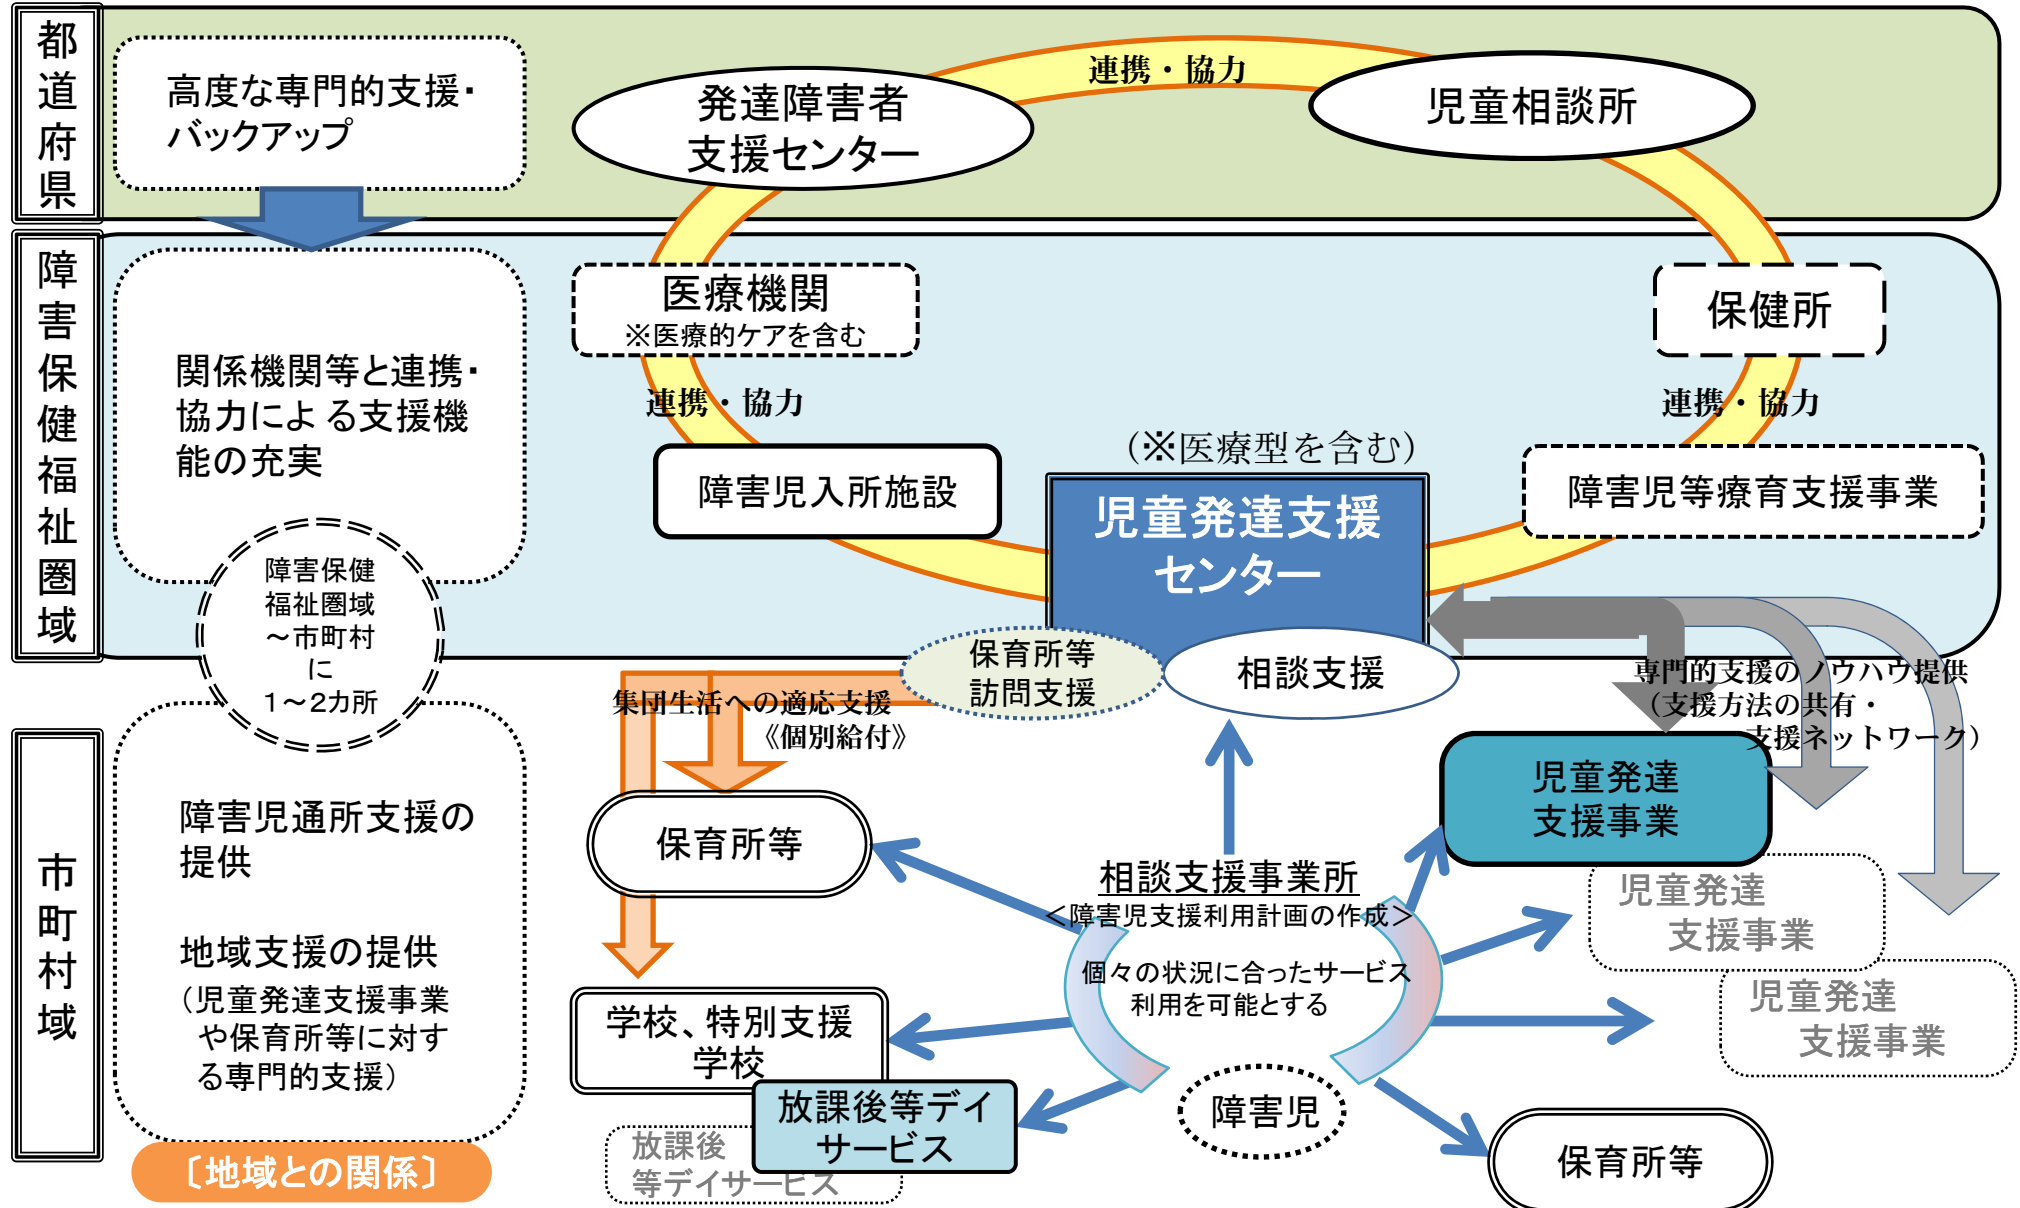 都道府県
高度な専門的支援・
バックアップ
発達障害者
支援センター
連携・協力
児童相談所
障害保健福祉圏域
関係機関等と連携・
協力による支援機
能の充実
医療機関
※医療的ケアを含む
保健所
連携・協力
連携・協力
障害児入所施設
（※医療型を含む）
児童発達支援
センター
障害児等療育支援事業
障害保健
福祉圏域
～市町村
に
１～２カ所
保育所等
訪問支援
相談支援
集団生活への適応支援
《個別給付》
専門的支援のノウハウ提供
（支援方法の共有・
支援ネットワーク）
市町村域
障害児通所支援の
提供
地域支援の提供
（児童発達支援事業
や保育所等に対す
る専門的支援）
〔地域との関係〕
保育所等
児童発達
支援事業
児童発達
支援事業
児童発達
支援事業
相談支援事業所
＜障害児支援利用計画の作成＞
個々の状況に合ったサービス
利用を可能とする
学校、特別支援
学校
放課後等デイ
サービス
放課後
等デイサービス
障害児
保育所等